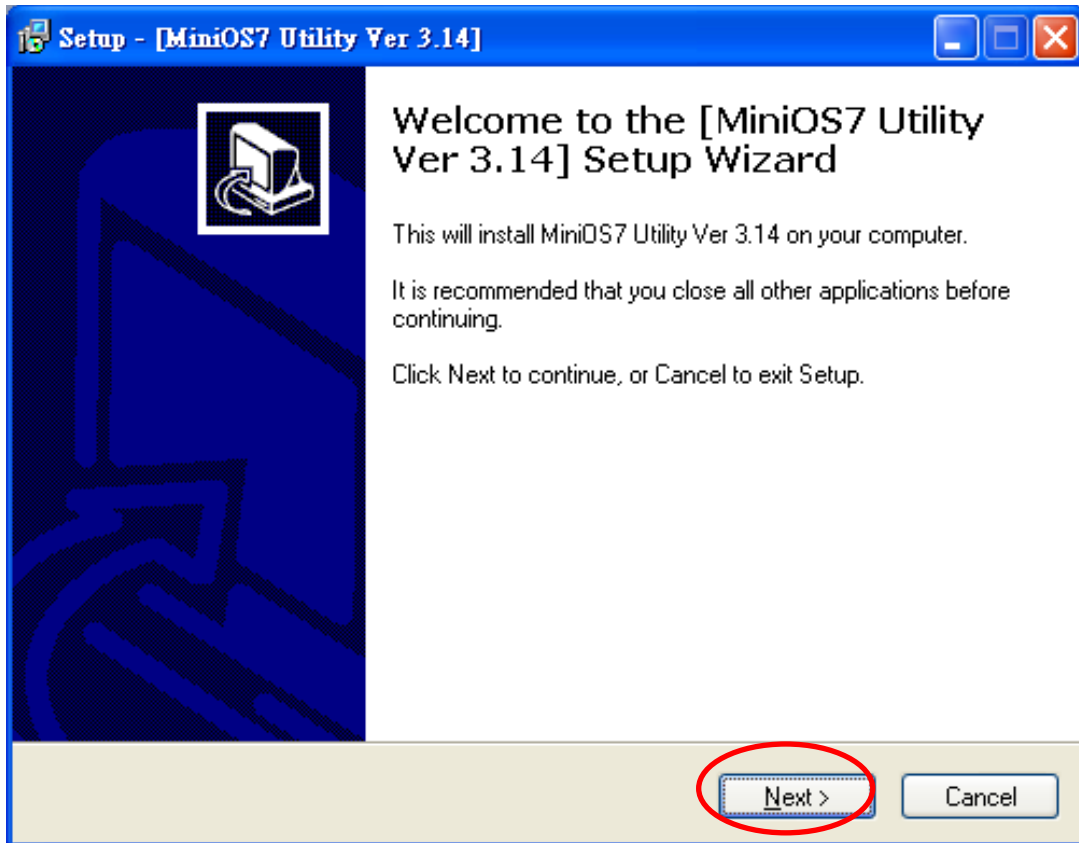 Setup - [MiniOS7 Utility Ver 3.14]
Welcome to the [MiniOS7 Utility
Ver 3.14] Setup Wizard
This will install MiniOS7 Utility Ver 3.14 on your computer.
It is recommended that you close all other applications before
continuing.
Click Next to continue, or Cancel to exit Setup.
Next >
Cancel